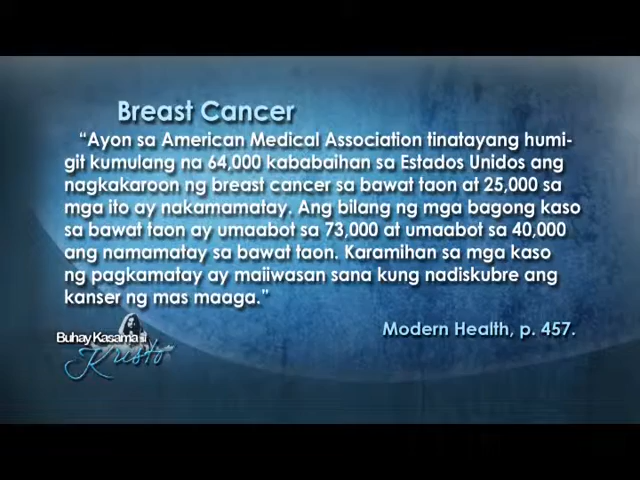 Breast Cancer
“Ayon sa American Medical Association tinatayang humi-
git kumulang na 64,000 kababaihan sa Estados Unidos ang
nagkakaroon ng breast cancer sa bawat taon at 25,000 sa
mga ito ay nakamamatay. Ang bilang ng mga bagong kaso
sa bawat taon ay umaabot sa 73,000 at umaabot sa 40,000
ang namamatay sa bawat taon. Karamihan sa mga kaso
ng pagkamatay ay maiiwasan sana kung nadiskubre ang
kanser ng mas maaga.”
Modern Health, p. 457.
Buhay Kasama si
Kristo